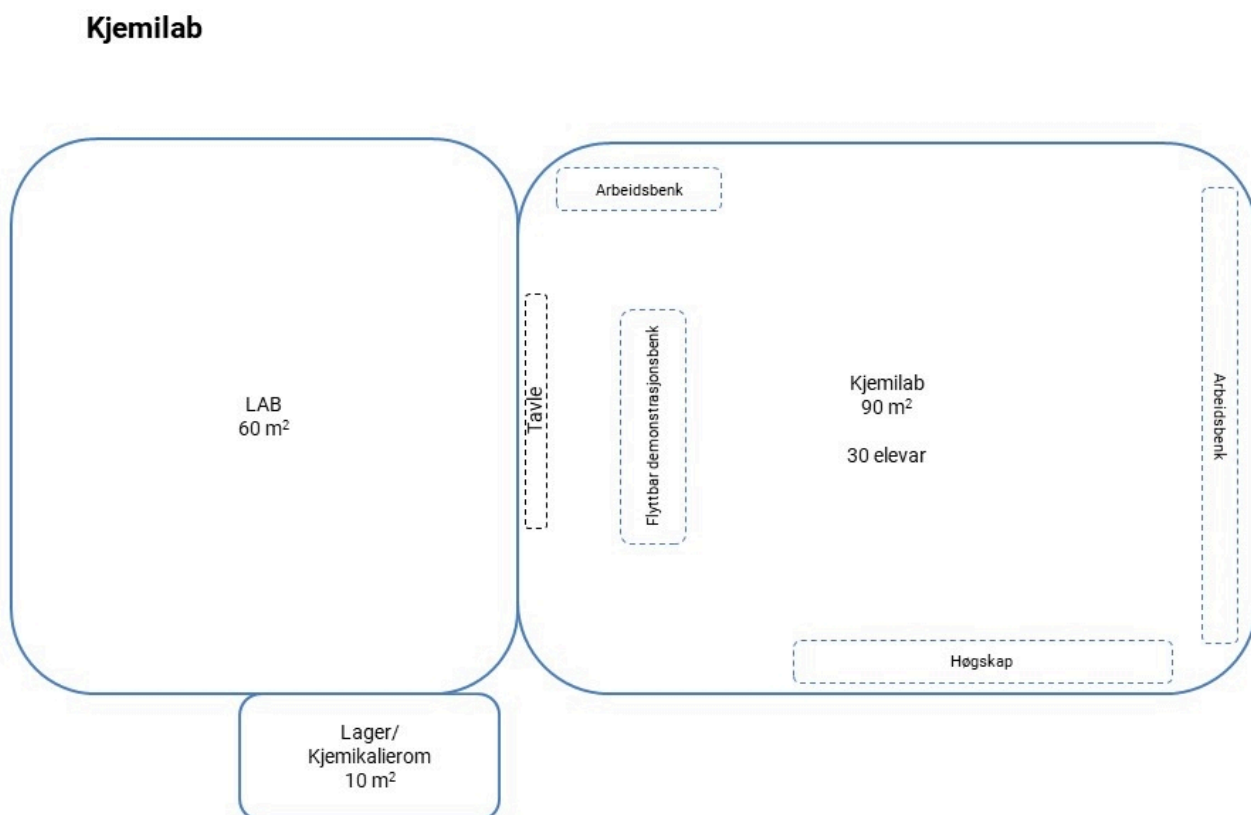 Kjemilab
Arbeidsbenk
LAB
60 m²
Tavle
Flyttbar demonstrasjonsbenk
Kjemilab
90 m²
30 elevar
Arbeidsbenk
Høgskap
Lager/
Kjemikalierom
10 m²